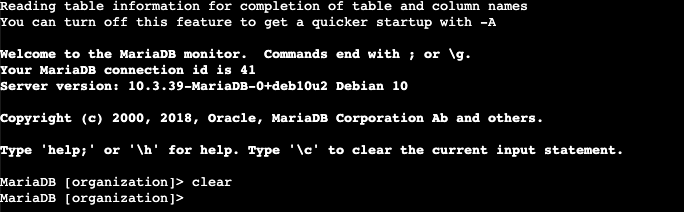 Reading table information for completion of table and column names
You can turn off this feature to get a quicker startup with -A
Welcome to the MariaDB monitor.  Commands end with ; or \g.
Your MariaDB connection id is 41
Server version: 10.3.39-MariaDB-0+deb10u2 Debian 10
Copyright (c) 2000, 2018, Oracle, MariaDB Corporation Ab and others.
Type 'help;' or '\h' for help. Type '\c' to clear the current input statement.
MariaDB [organization]> clear
MariaDB [organization]>